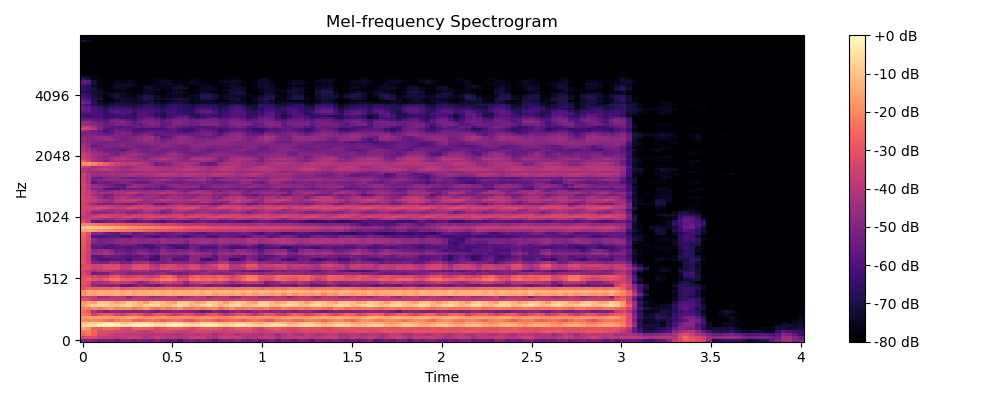 Mel-frequency Spectrogram
+0 dB
-10 dB
-20 dB
-30 dB
-40 dB
-50 dB
-60 dB
-70 dB
-80 dB
4096
2048
1024
512
0
Hz
0 0.5 1 1.5 2 2.5 3 3.5 4
Time